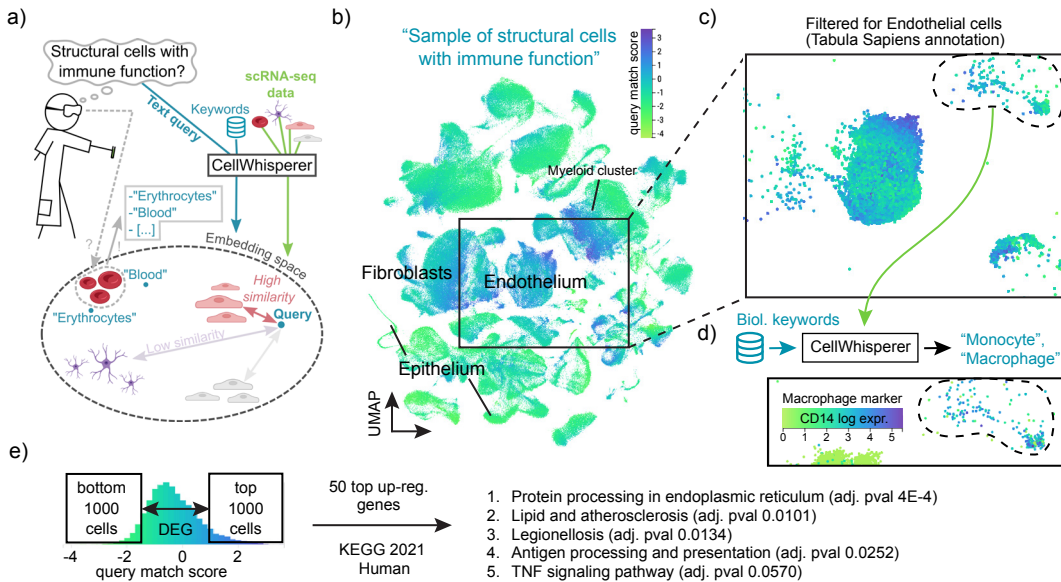 a)
Structural cells with
immune function?
scRNA-seq
data
Keywords
Text query
CellWhisperer
-"Erythrocytes"
-"Blood"
- [...]
?
!
Embedding space
"Blood"
"Erythrocytes"
High
similarity
Query
Low similarity
b)
“Sample of structural cells
with immune function”
query match score
3
2
1
0
-1
-2
-3
-4
Myeloid cluster
Fibroblasts
Endothelium
Epithelium
UMAP
c)
Filtered for Endothelial cells
(Tabula Sapiens annotation)
d)
Biol. keywords
CellWhisperer
“Monocyte”,
“Macrophage”
Macrophage marker
CD14 log expr.
0 1 2 3 4 5
e)
bottom
1000
cells
DEG
top
1000
cells
-4 -2 0 2
query match score
50 top up-reg.
genes
KEGG 2021
Human
1. Protein processing in endoplasmic reticulum (adj. pval 4E-4)
2. Lipid and atherosclerosis (adj. pval 0.0101)
3. Legionellosis (adj. pval 0.0134)
4. Antigen processing and presentation (adj. pval 0.0252)
5. TNF signaling pathway (adj. pval 0.0570)